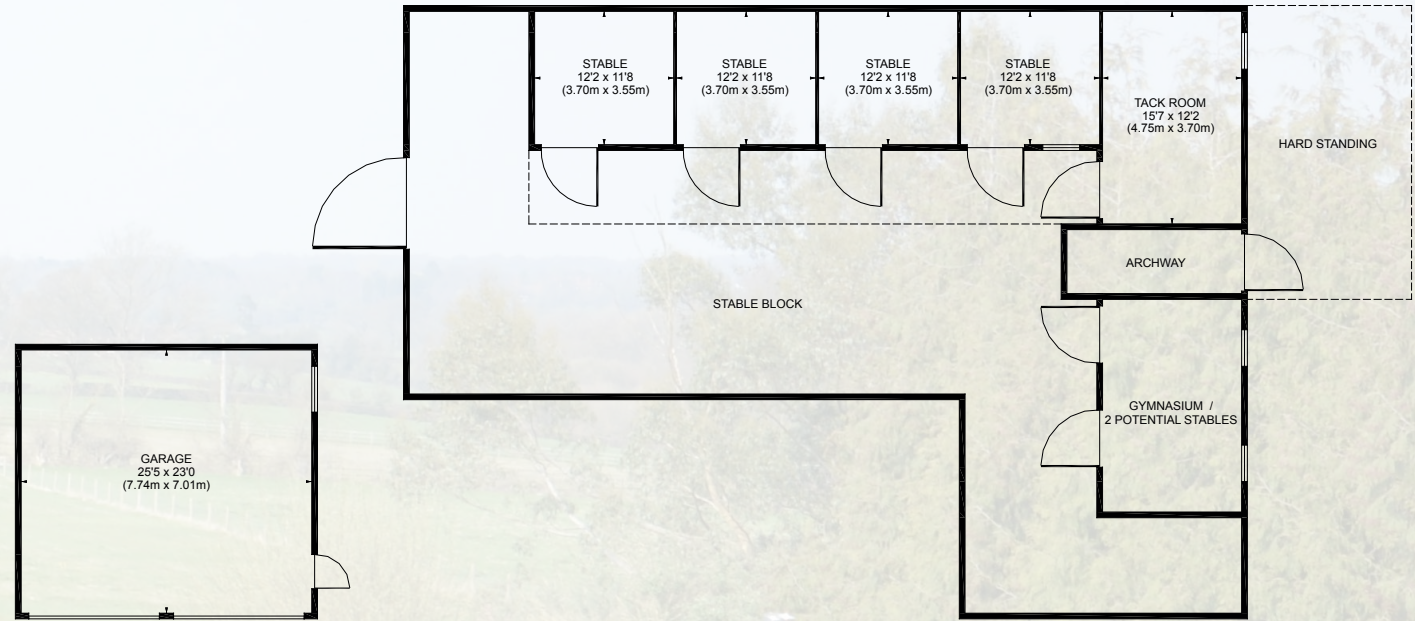 STABLE
12'2 x 11'8
(3.70m x 3.55m)
STABLE
12'2 x 11'8
(3.70m x 3.55m)
STABLE
12'2 x 11'8
(3.70m x 3.55m)
STABLE
12'2 x 11'8
(3.70m x 3.55m)
TACK ROOM
15'7 x 12'2
(4.75m x 3.70m)
HARD STANDING
ARCHWAY
STABLE BLOCK
GYMNASIUM /
2 POTENTIAL STABLES
GARAGE
25'5 x 23'0
(7.74m x 7.01m)